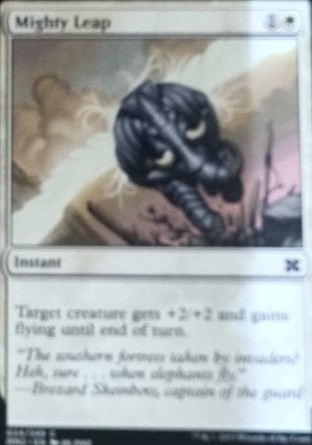 Mighty Leap 1
Instant
Target creature gets +2/+2 and gains
flying until end of turn.
"The southern fortress taken by invaders?
Heh, sure . . . when elephants fly."
—Brezard Skeinbow, captain of the guard